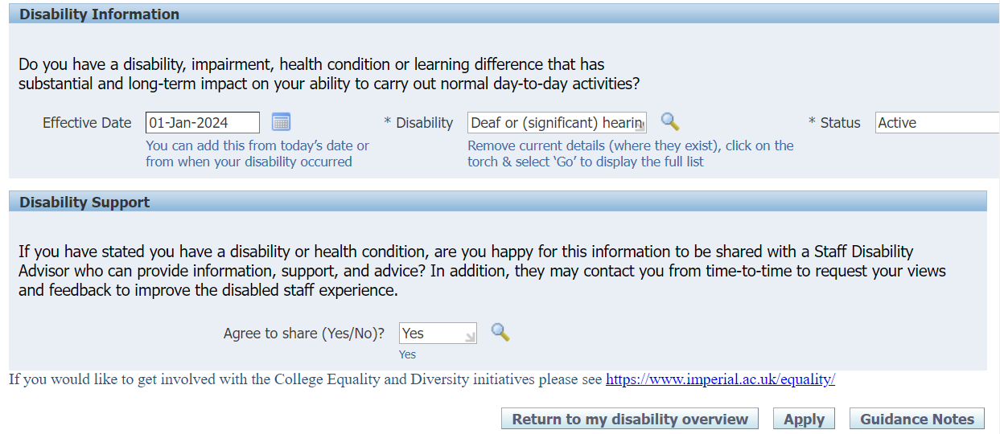 Disability Information
Do you have a disability, impairment, health condition or learning difference that has
substantial and long-term impact on your ability to carry out normal day-to-day activities?
Effective Date 01-Jan-2024 * Disability Deaf or (significant) hearin * Status Active
You can add this from today’s date or Remove current details (where they exist), click on the
from when your disability occurred torch & select ‘Go’ to display the full list
Disability Support
If you have stated you have a disability or health condition, are you happy for this information to be shared with a Staff Disability
Advisor who can provide information, support, and advice? In addition, they may contact you from time-to-time to request your views
and feedback to improve the disabled staff experience.
Agree to share (Yes/No)? Yes
Yes
If you would like to get involved with the College Equality and Diversity initiatives please see https://www.imperial.ac.uk/equality/
Return to my disability overview Apply Guidance Notes